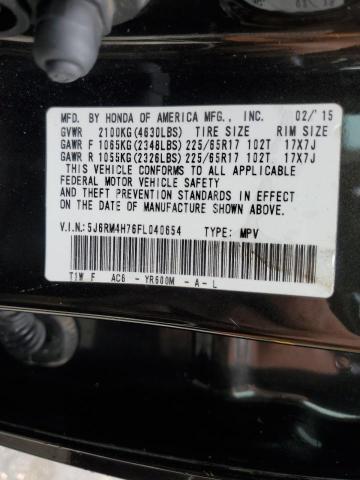 MFD. BY HONDA OF AMERICA MFG., INC. 02/'15
GVWR 2100KG(4630LBS) TIRE SIZE RIM SIZE
GAWR F 1065KG(2348LBS) 225/65R17 102T 17X7J
GAWR R 1055KG(2326LBS) 225/65R17 102T 17X7J
THIS VEHICLE CONFORMS TO ALL APPLICABLE
FEDERAL MOTOR VEHICLE SAFETY
AND THEFT PREVENTION STANDARDS IN EFFECT
ON THE DATE OF MANUFACTURE SHOWN ABOVE.
V.I.N.:5J6RM4H76FL040654 TYPE: MPV
T1W F AC6 -YR600M -A-L